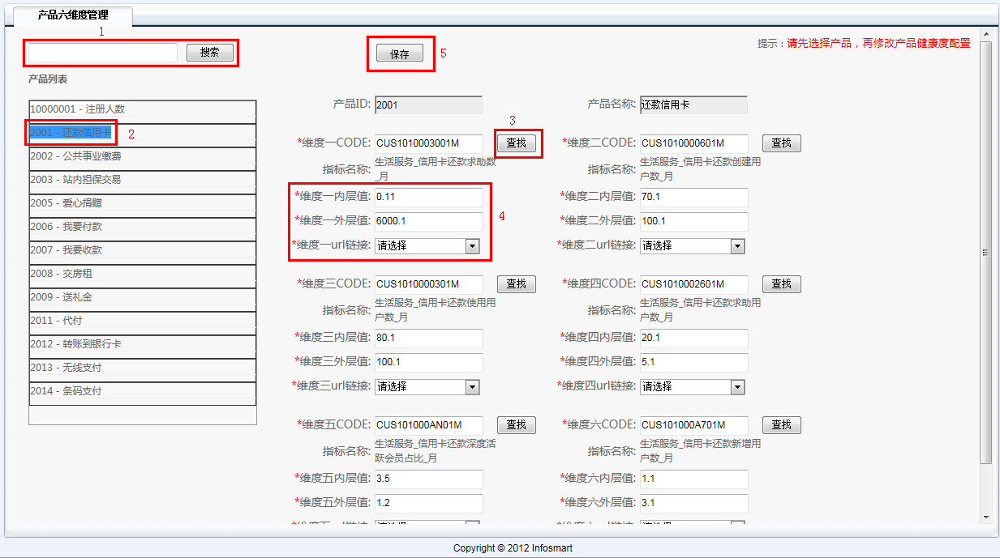 产品六维度管理
1
搜索
保存
5
提示：请先选择产品，再修改产品健康度配置
产品列表
10000001 - 注册人数
2001 - 还款信用卡
2
2002 - 公共事业缴费
2003 - 站内担保交易
2005 - 爱心捐赠
2006 - 我要付款
2007 - 我要收款
2008 - 交房租
2009 - 送礼金
2011 - 代付
2012 - 转账到银行卡
2013 - 无线支付
2014 - 条码支付
产品ID: 2001 产品名称: 还款信用卡
3
*维度一CODE: CUS1010003001M 查找 *维度二CODE: CUS1010000601M 查找
指标名称: 生活服务_信用卡还款求助数_月 指标名称: 生活服务_信用卡还款创建用户数_月
*维度一内层值: 0.11 *维度二内层值: 70.1
4
*维度一外层值: 6000.1 *维度二外层值: 100.1
*维度一url链接: 请选择 *维度二url链接: 请选择
*维度三CODE: CUS1010000301M 查找 *维度四CODE: CUS1010002601M 查找
指标名称: 生活服务_信用卡还款使用用户数_月 指标名称: 生活服务_信用卡还款求助用户数_月
*维度三内层值: 80.1 *维度四内层值: 20.1
*维度三外层值: 100.1 *维度四外层值: 5.1
*维度三url链接: 请选择 *维度四url链接: 请选择
*维度五CODE: CUS101000AN01M 查找 *维度六CODE: CUS101000A701M 查找
指标名称: 生活服务_信用卡还款深度活跃会员占比_月 指标名称: 生活服务_信用卡还款新增用户数_月
*维度五内层值: 3.5 *维度六内层值: 1.1
*维度五外层值: 1.2 *维度六外层值: 3.1
Copyright © 2012 Infosmart